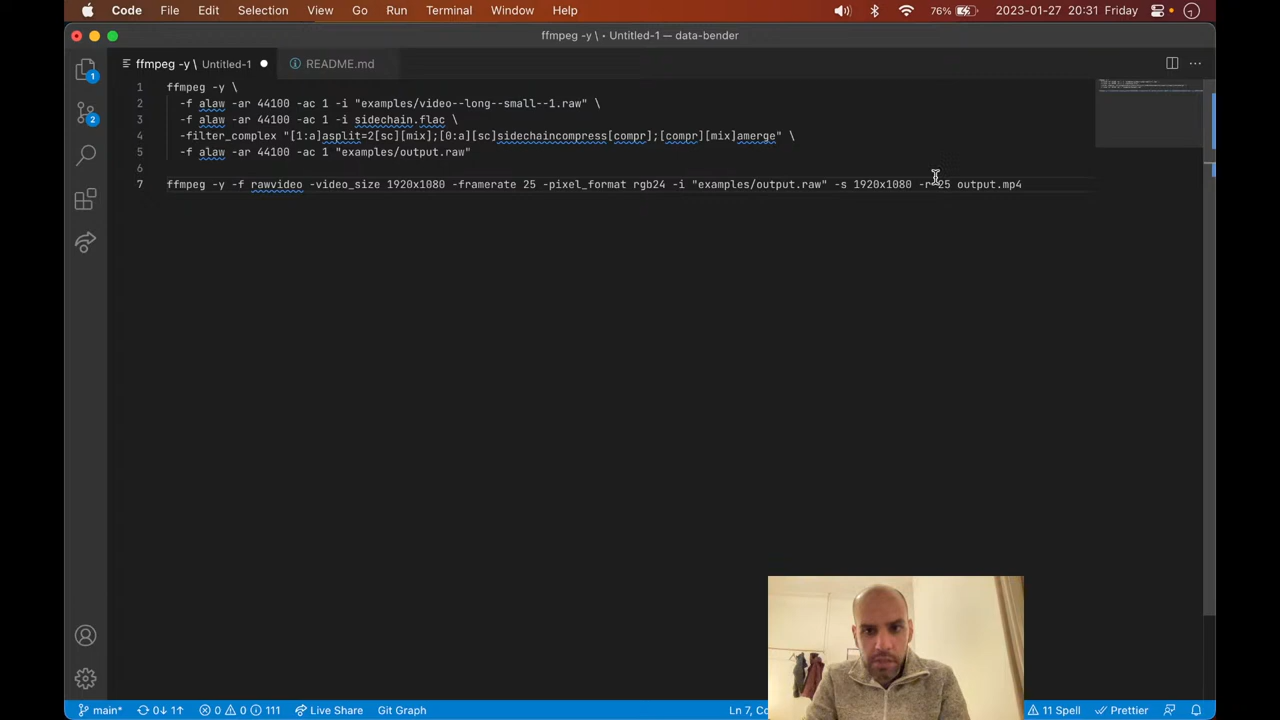 Code File Edit Selection View Go Run Terminal Window Help 76% 2023-01-27 20:31 Friday
ffmpeg -y \ • Untitled-1 — data-bender
ffmpeg -y \ Untitled-1 README.md
1 ffmpeg -y \
2 -f alaw -ar 44100 -ac 1 -i "examples/video--long--small--1.raw" \
3 -f alaw -ar 44100 -ac 1 -i sidechain.flac \
4 -filter_complex "[1:a]asplit=2[sc][mix];[0:a][sc]sidechaincompress[compr];[compr][mix]amerge" \
5 -f alaw -ar 44100 -ac 1 "examples/output.raw"
6
7 ffmpeg -y -f rawvideo -video_size 1920x1080 -framerate 25 -pixel_format rgb24 -i "examples/output.raw" -s 1920x1080 -r 25 output.mp4
1
2
main* 0↓ 1↑ 0 0 111 Live Share Git Graph Ln 7, 11 Spell Prettier